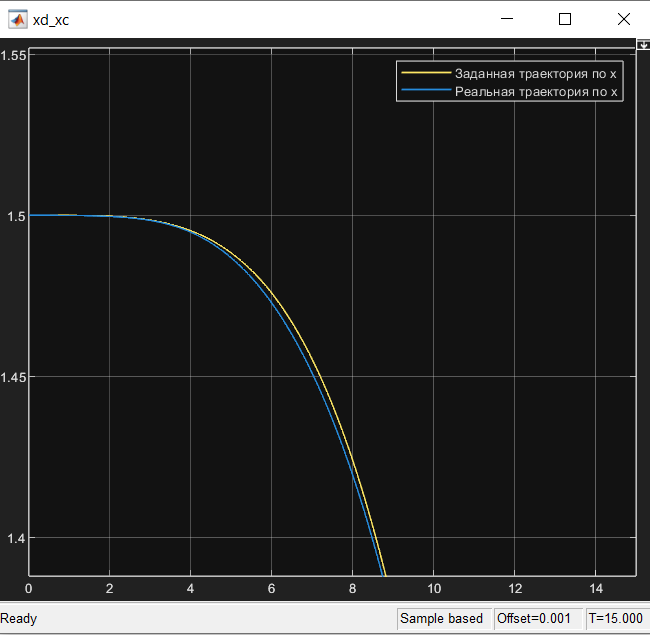 xd_xc
1.55
1.5
1.45
1.4
Заданная траектория по x
Реальная траектория по x
0 2 4 6 8 10 12 14
Ready
Sample based
Offset=0.001
T=15.000